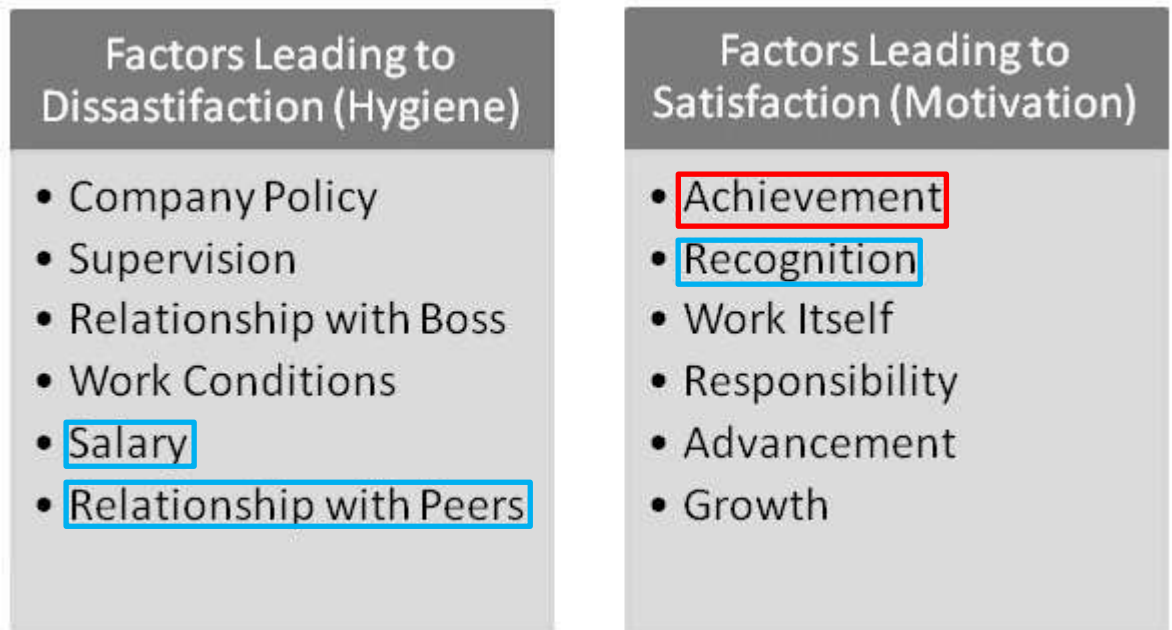 Factors Leading to
Dissastifaction (Hygiene)
• Company Policy
• Supervision
• Relationship with Boss
• Work Conditions
• Salary
• Relationship with Peers
Factors Leading to
Satisfaction (Motivation)
• Achievement
• Recognition
• Work Itself
• Responsibility
• Advancement
• Growth